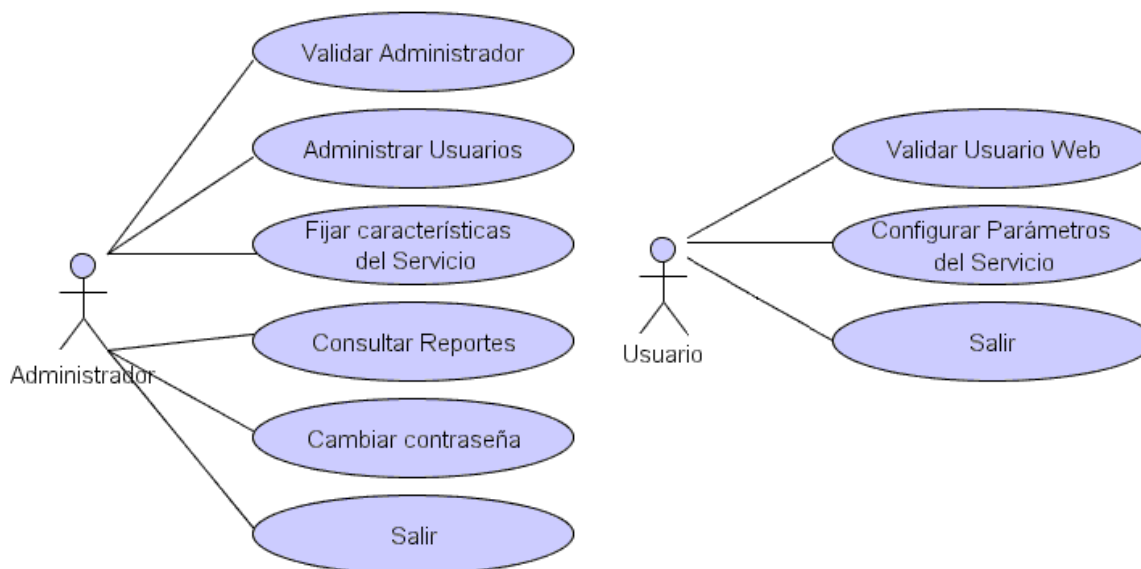 Validar Administrador
Administrar Usuarios
Fijar características
del Servicio
Consultar Reportes
Cambiar contraseña
Salir
Administrador
Validar Usuario Web
Configurar Parámetros
del Servicio
Salir
Usuario